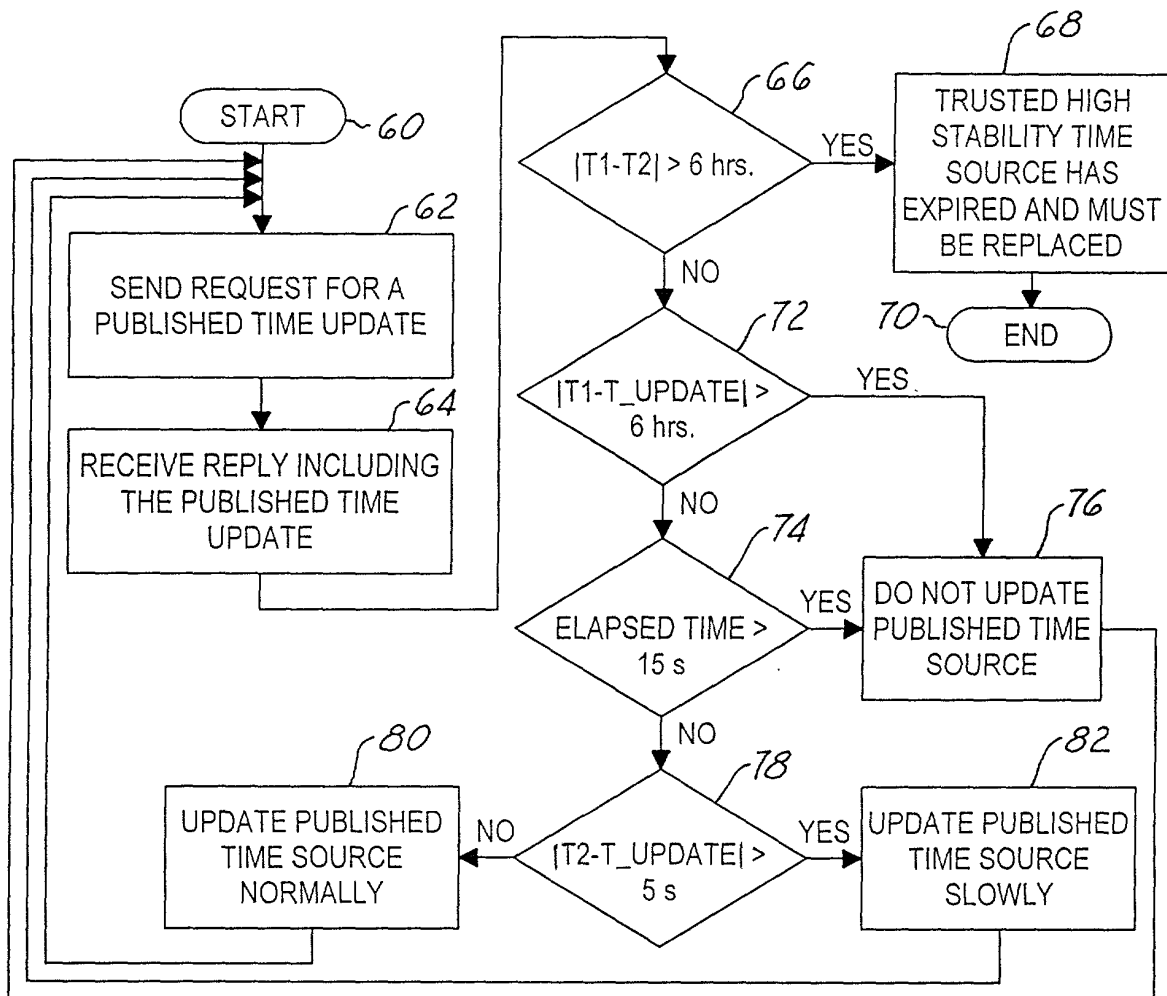 START
60
62
SEND REQUEST FOR A
PUBLISHED TIME UPDATE
64
RECEIVE REPLY INCLUDING
THE PUBLISHED TIME
UPDATE
66
|T1-T2| > 6 hrs.
YES
NO
68
TRUSTED HIGH
STABILITY TIME
SOURCE HAS
EXPIRED AND MUST
BE REPLACED
70
END
72
|T1-T_UPDATE| >
6 hrs.
YES
NO
74
ELAPSED TIME >
15 s
YES
NO
76
DO NOT UPDATE
PUBLISHED TIME
SOURCE
78
|T2-T_UPDATE| >
5 s
NO
YES
80
UPDATE PUBLISHED
TIME SOURCE
NORMALLY
82
UPDATE PUBLISHED
TIME SOURCE
SLOWLY